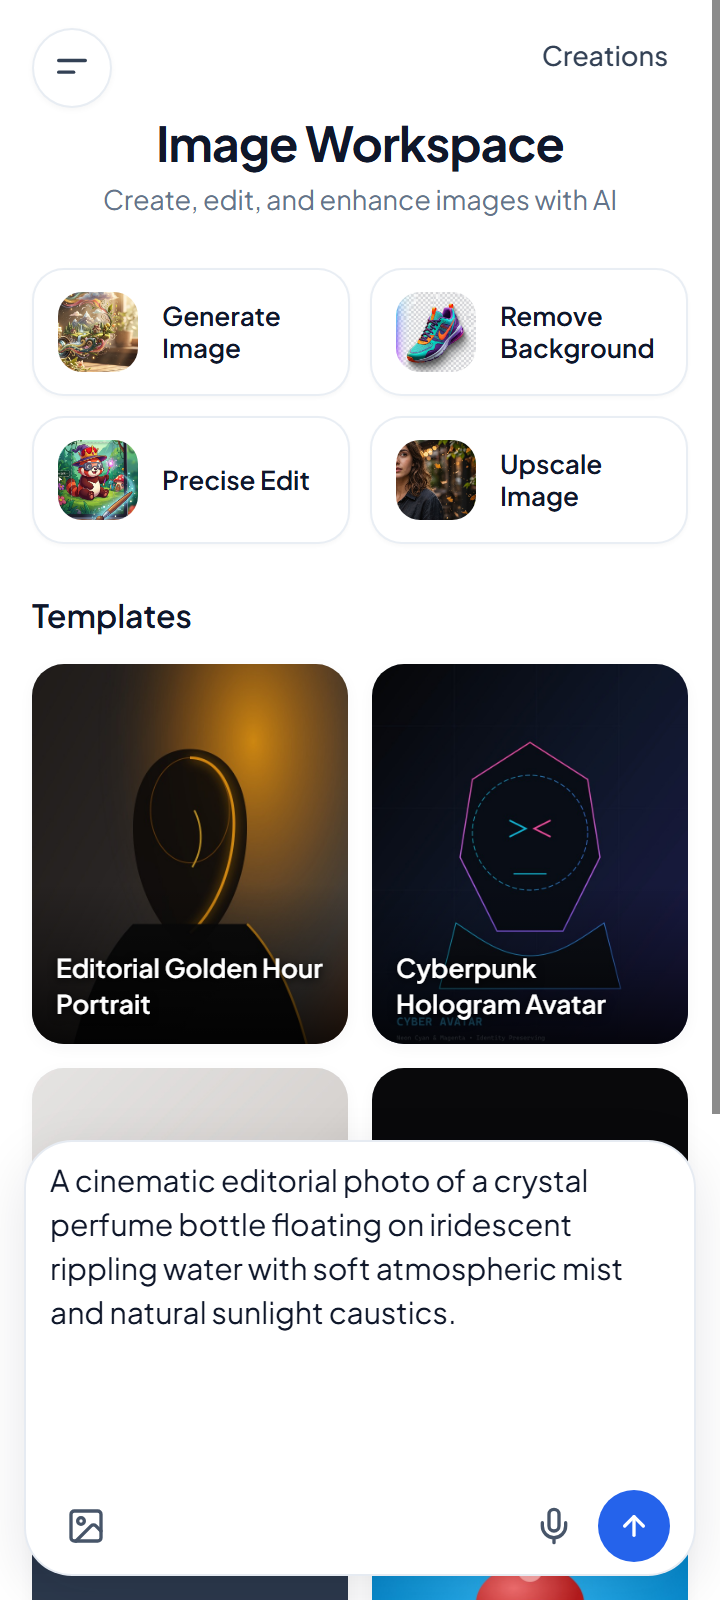 Creations
Image Workspace
Create, edit, and enhance images with AI
Generate
Image
Remove
Background
Precise Edit
Upscale
Image
Templates
Editorial Golden Hour
Portrait
Cyberpunk
Hologram Avatar
CYBER AVATAR
A cinematic editorial photo of a crystal
perfume bottle floating on iridescent
rippling water with soft atmospheric mist
and natural sunlight caustics.